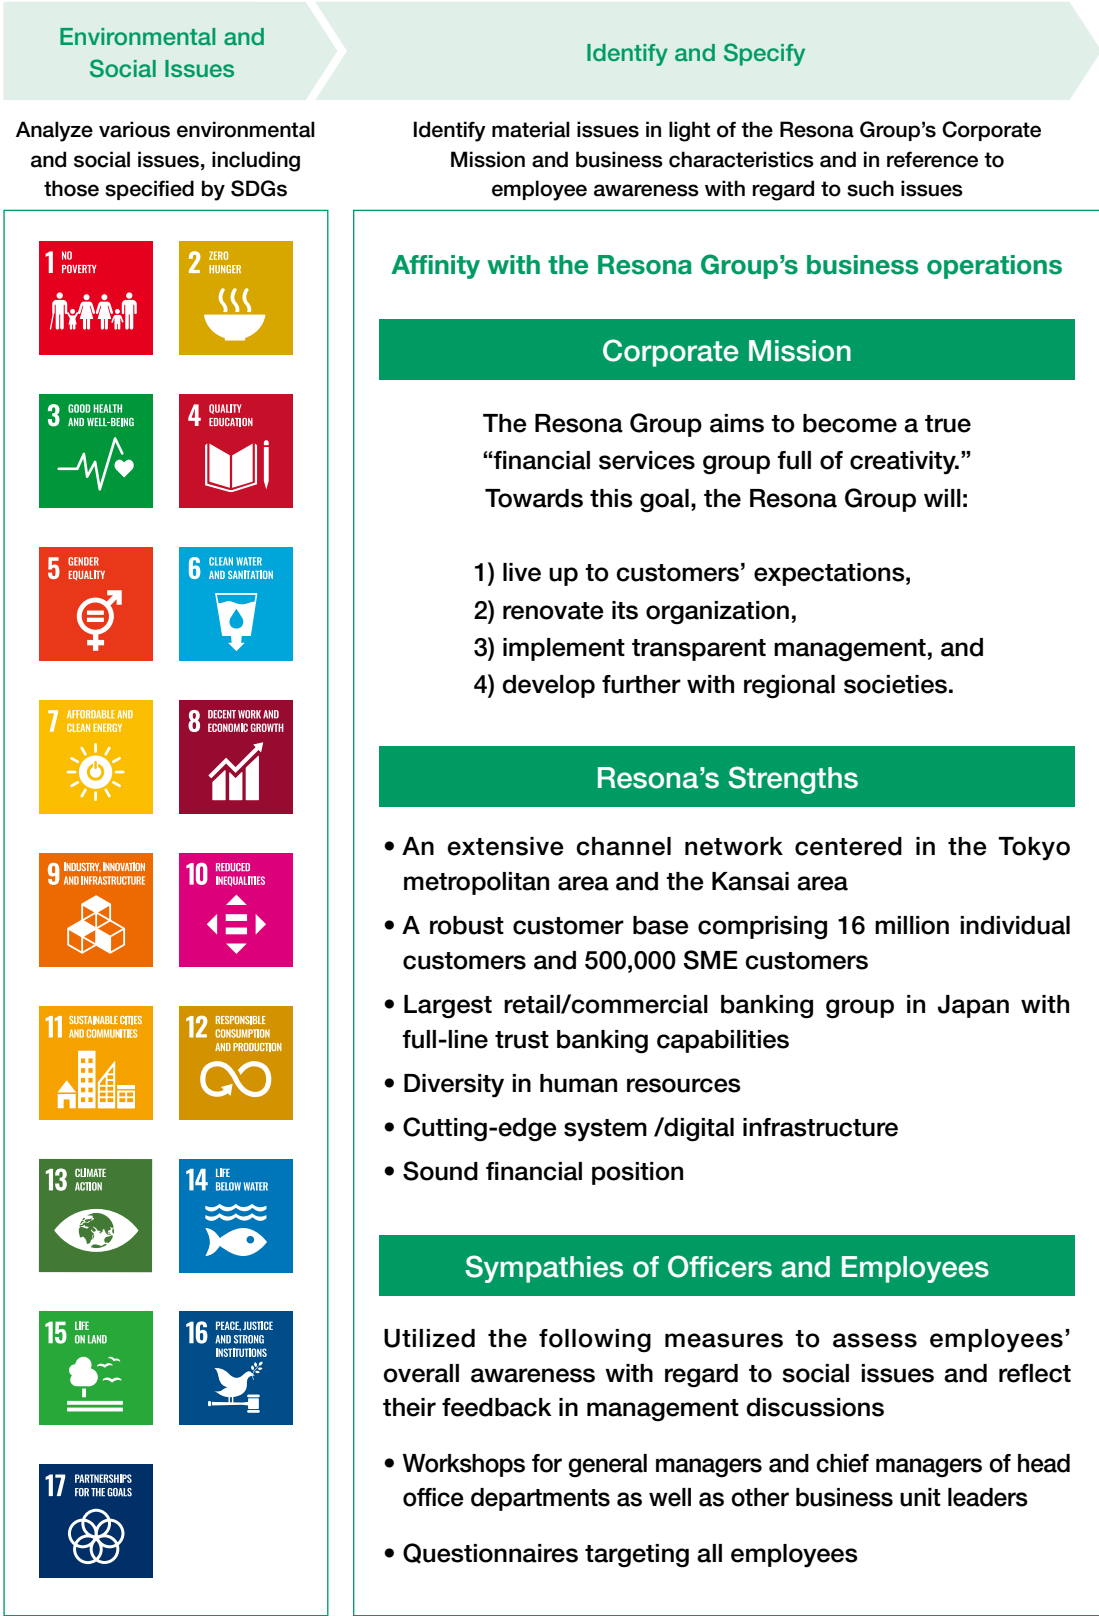 Environmental and
Social Issues
Identify and Specify
Analyze various environmental
and social issues, including
those specified by SDGs
Identify material issues in light of the Resona Group's Corporate
Mission and business characteristics and in reference to
employee awareness with regard to such issues
1 NO
POVERTY
2 ZERO
HUNGER
3 GOOD HEALTH
AND WELL-BEING
4 QUALITY
EDUCATION
5 GENDER
EQUALITY
6 CLEAN WATER
AND SANITATION
7 AFFORDABLE AND
CLEAN ENERGY
8 DECENT WORK AND
ECONOMIC GROWTH
9 INDUSTRY, INNOVATION
AND INFRASTRUCTURE
10 REDUCED
INEQUALITIES
11 SUSTAINABLE CITIES
AND COMMUNITIES
12 RESPONSIBLE
CONSUMPTION
AND PRODUCTION
13 CLIMATE
ACTION
14 LIFE
BELOW WATER
15 LIFE
ON LAND
16 PEACE, JUSTICE
AND STRONG
INSTITUTIONS
17 PARTNERSHIPS
FOR THE GOALS
Affinity with the Resona Group's business operations
Corporate Mission
The Resona Group aims to become a true
“financial services group full of creativity.”
Towards this goal, the Resona Group will:
1) live up to customers’ expectations,
2) renovate its organization,
3) implement transparent management, and
4) develop further with regional societies.
Resona’s Strengths
• An extensive channel network centered in the Tokyo
metropolitan area and the Kansai area
• A robust customer base comprising 16 million individual
customers and 500,000 SME customers
• Largest retail/commercial banking group in Japan with
full-line trust banking capabilities
• Diversity in human resources
• Cutting-edge system /digital infrastructure
• Sound financial position
Sympathies of Officers and Employees
Utilized the following measures to assess employees’
overall awareness with regard to social issues and reflect
their feedback in management discussions
• Workshops for general managers and chief managers of head
office departments as well as other business unit leaders
• Questionnaires targeting all employees